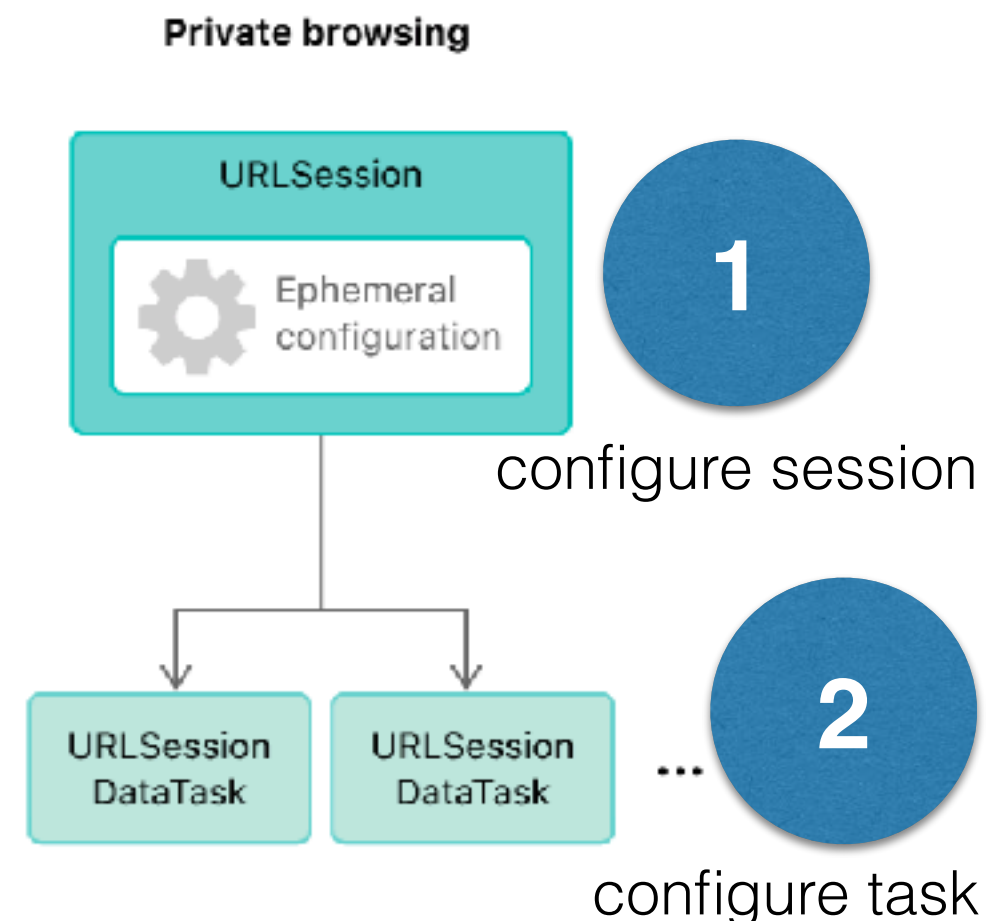 Private browsing
URLSession
Ephemeral
configuration
1
configure session
URLSession
DataTask
URLSession
DataTask
...
2
configure task